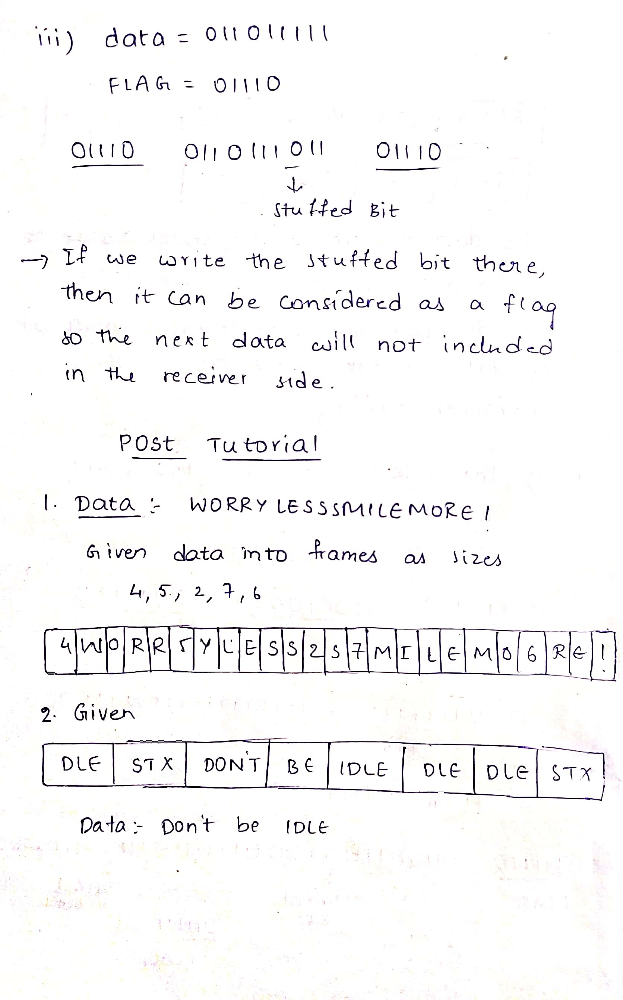 iii) data = 011011111
FLAG = 01110
01110 0110111011 01110
↓
stuffed Bit
→ If we write the stuffed bit there,
then it can be considered as a flag
so the next data will not included
in the receiver side.
POST Tutorial
1. Data :- WORRY LESSSMILEMORE!
Given data into frames as sizes
4, 5, 2, 7, 6
4 W O R R 5 Y L E S S 2 S 7 M I L E M O 6 R E !
2. Given
DLE STX DON'T BE IDLE DLE DLE STX
Data :- Don't be IDLE